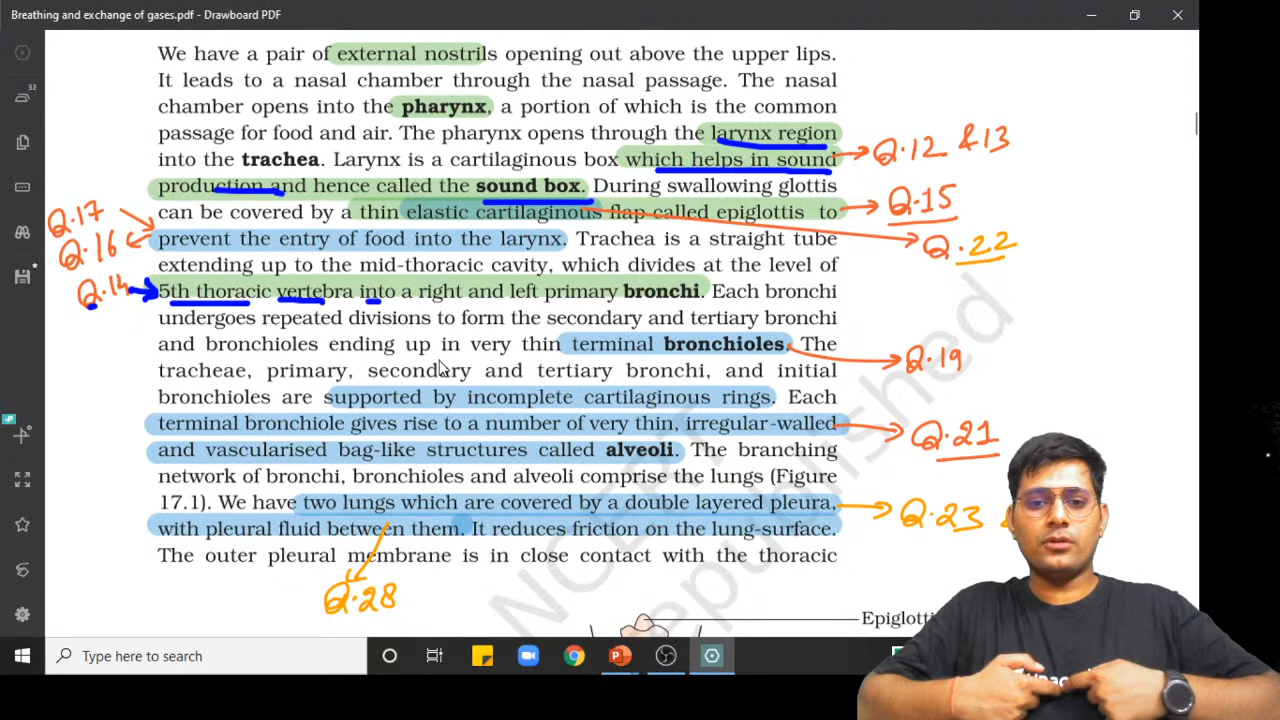 Breathing and exchange of gases.pdf - Drawboard PDF
We have a pair of external nostrils opening out above the upper lips.
It leads to a nasal chamber through the nasal passage. The nasal
chamber opens into the pharynx, a portion of which is the common
passage for food and air. The pharynx opens through the larynx region
into the trachea. Larynx is a cartilaginous box which helps in sound
Q.12 & 13
production and hence called the sound box. During swallowing glottis
can be covered by a thin elastic cartilaginous flap called epiglottis to
Q.15
Q.17
prevent the entry of food into the larynx. Trachea is a straight tube
Q.22
Q.16
extending up to the mid-thoracic cavity, which divides at the level of
Q.14
5th thoracic vertebra into a right and left primary bronchi. Each bronchi
undergoes repeated divisions to form the secondary and tertiary bronchi
and bronchioles ending up in very thin terminal bronchioles. The
Q.19
tracheae, primary, secondary and tertiary bronchi, and initial
bronchioles are supported by incomplete cartilaginous rings. Each
terminal bronchiole gives rise to a number of very thin, irregular-walled
Q.21
and vascularised bag-like structures called alveoli. The branching
network of bronchi, bronchioles and alveoli comprise the lungs (Figure
17.1). We have two lungs which are covered by a double layered pleura,
Q.23
with pleural fluid between them. It reduces friction on the lung-surface.
The outer pleural membrane is in close contact with the thoracic
Q.28
NCERT
republished
32
Type here to search